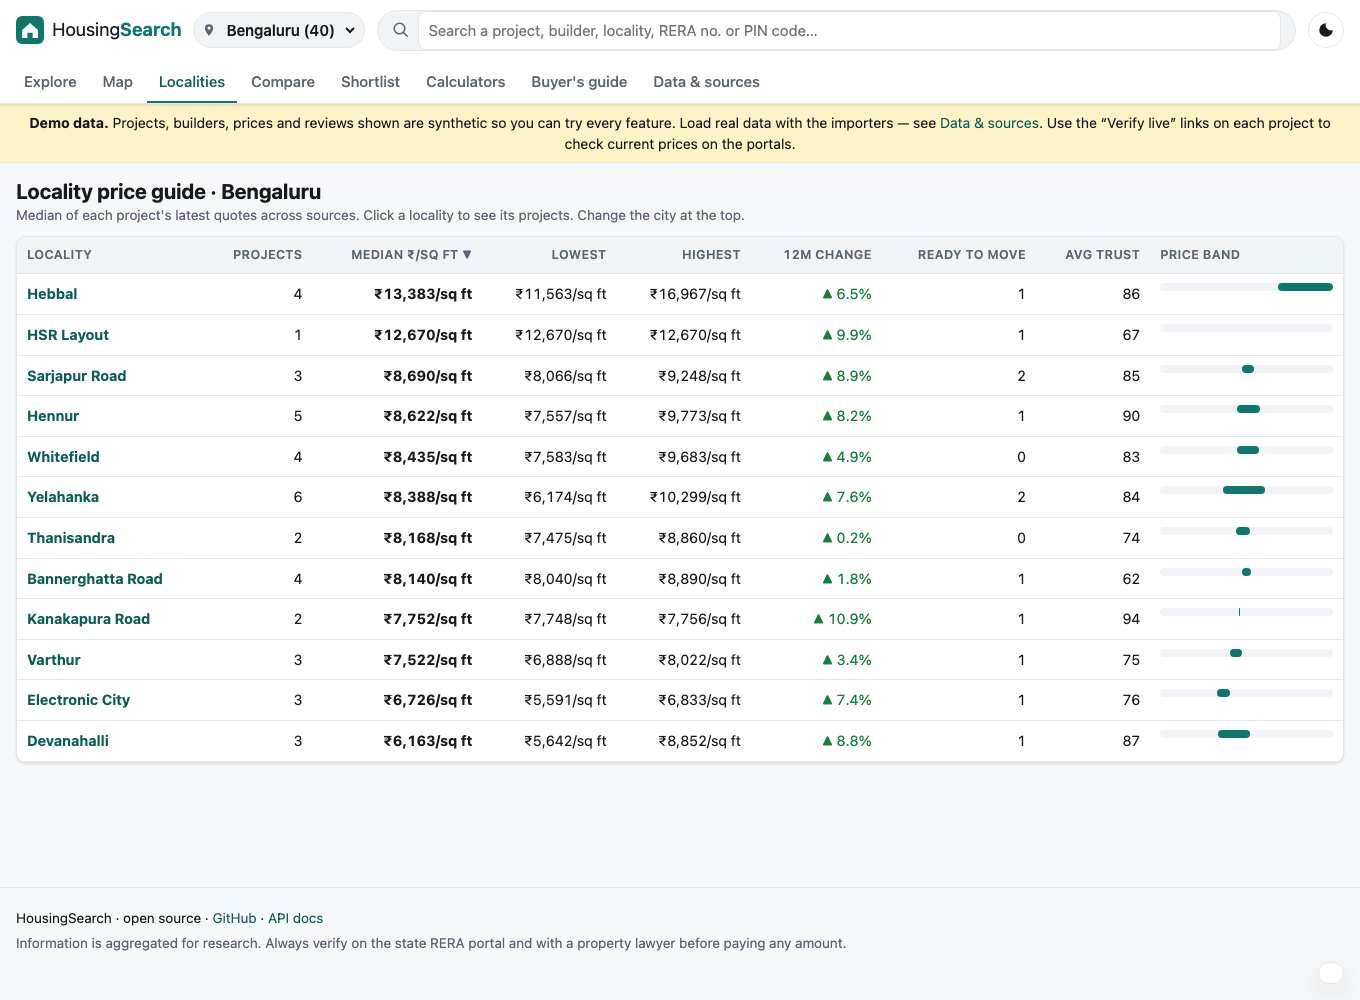 HousingSearch
Bengaluru (40)
Search a project, builder, locality, RERA no. or PIN code...
Explore Map Localities Compare Shortlist Calculators Buyer's guide Data & sources
Demo data. Projects, builders, prices and reviews shown are synthetic so you can try every feature. Load real data with the importers — see Data & sources. Use the “Verify live” links on each project to
check current prices on the portals.
Locality price guide · Bengaluru
Median of each project's latest quotes across sources. Click a locality to see its projects. Change the city at the top.
LOCALITY PROJECTS MEDIAN ₹/SQ FT ▼ LOWEST HIGHEST 12M CHANGE READY TO MOVE AVG TRUST PRICE BAND
Hebbal 4 ₹13,383/sq ft ₹11,563/sq ft ₹16,967/sq ft ▲ 6.5% 1 86
HSR Layout 1 ₹12,670/sq ft ₹12,670/sq ft ₹12,670/sq ft ▲ 9.9% 1 67
Sarjapur Road 3 ₹8,690/sq ft ₹8,066/sq ft ₹9,248/sq ft ▲ 8.9% 2 85
Hennur 5 ₹8,622/sq ft ₹7,557/sq ft ₹9,773/sq ft ▲ 8.2% 1 90
Whitefield 4 ₹8,435/sq ft ₹7,583/sq ft ₹9,683/sq ft ▲ 4.9% 0 83
Yelahanka 6 ₹8,388/sq ft ₹6,174/sq ft ₹10,299/sq ft ▲ 7.6% 2 84
Thanisandra 2 ₹8,168/sq ft ₹7,475/sq ft ₹8,860/sq ft ▲ 0.2% 0 74
Bannerghatta Road 4 ₹8,140/sq ft ₹8,040/sq ft ₹8,890/sq ft ▲ 1.8% 1 62
Kanakapura Road 2 ₹7,752/sq ft ₹7,748/sq ft ₹7,756/sq ft ▲ 10.9% 1 94
Varthur 3 ₹7,522/sq ft ₹6,888/sq ft ₹8,022/sq ft ▲ 3.4% 1 75
Electronic City 3 ₹6,726/sq ft ₹5,591/sq ft ₹6,833/sq ft ▲ 7.4% 1 76
Devanahalli 3 ₹6,163/sq ft ₹5,642/sq ft ₹8,852/sq ft ▲ 8.8% 1 87
HousingSearch · open source · GitHub · API docs
Information is aggregated for research. Always verify on the state RERA portal and with a property lawyer before paying any amount.